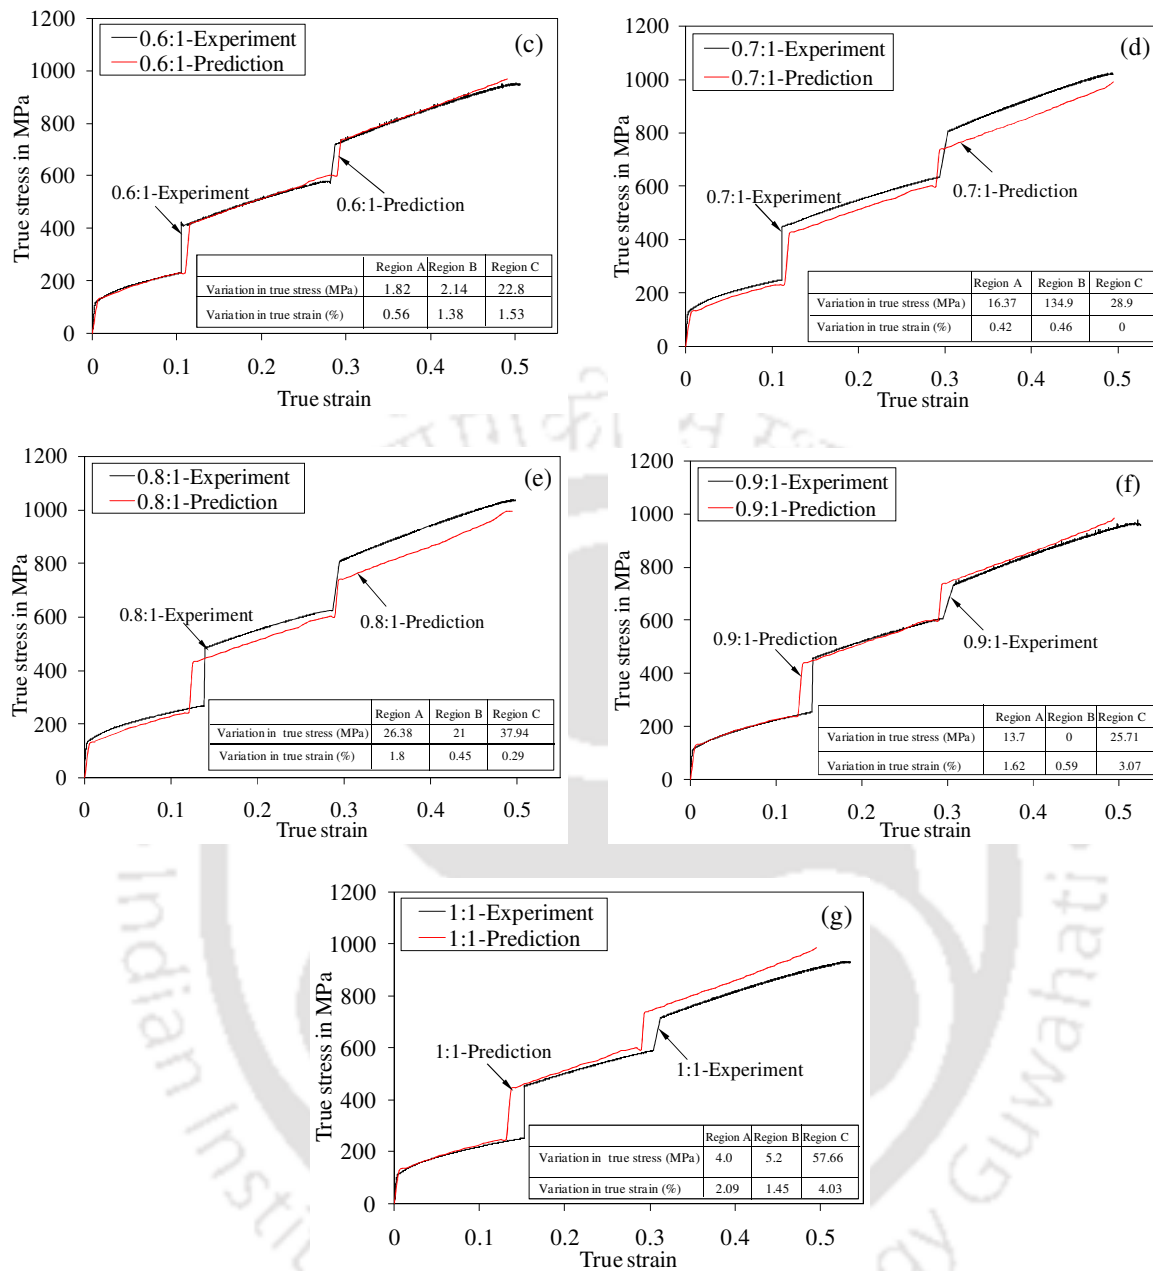 1200
1000
800
600
400
200
0
True stress in MPa
0.6:1-Experiment
0.6:1-Prediction
(c)
0.6:1-Experiment
0.6:1-Prediction
Region A Region B Region C
Variation in true stress (MPa) 1.82 2.14 22.8
Variation in true strain (%) 0.56 1.38 1.53
0 0.1 0.2 0.3 0.4 0.5
True strain
1200
1000
800
600
400
200
0
True stress in MPa
0.7:1-Experiment
0.7:1-Prediction
(d)
0.7:1-Experiment
0.7:1-Prediction
Region A Region B Region C
Variation in true stress (MPa) 16.37 134.9 28.9
Variation in true strain (%) 0.42 0.46 0
0 0.1 0.2 0.3 0.4 0.5
True strain
1200
1000
800
600
400
200
0
True stress in MPa
0.8:1-Experiment
0.8:1-Prediction
(e)
0.8:1-Experiment
0.8:1-Prediction
Region A Region B Region C
Variation in true stress (MPa) 26.38 21 37.94
Variation in true strain (%) 1.8 0.45 0.29
0 0.1 0.2 0.3 0.4 0.5
True strain
1200
1000
800
600
400
200
0
True stress in MPa
0.9:1-Experiment
0.9:1-Prediction
(f)
0.9:1-Prediction
0.9:1-Experiment
Region A Region B Region C
Variation in true stress (MPa) 13.7 0 25.71
Variation in true strain (%) 1.62 0.59 3.07
0 0.1 0.2 0.3 0.4 0.5
True strain
1200
1000
800
600
400
200
0
True stress in MPa
1:1-Experiment
1:1-Prediction
(g)
1:1-Prediction
1:1-Experiment
Region A Region B Region C
Variation in true stress (MPa) 4.0 5.2 57.66
Variation in true strain (%) 2.09 1.45 4.03
0 0.1 0.2 0.3 0.4 0.5
True strain
Indian
Guwahati